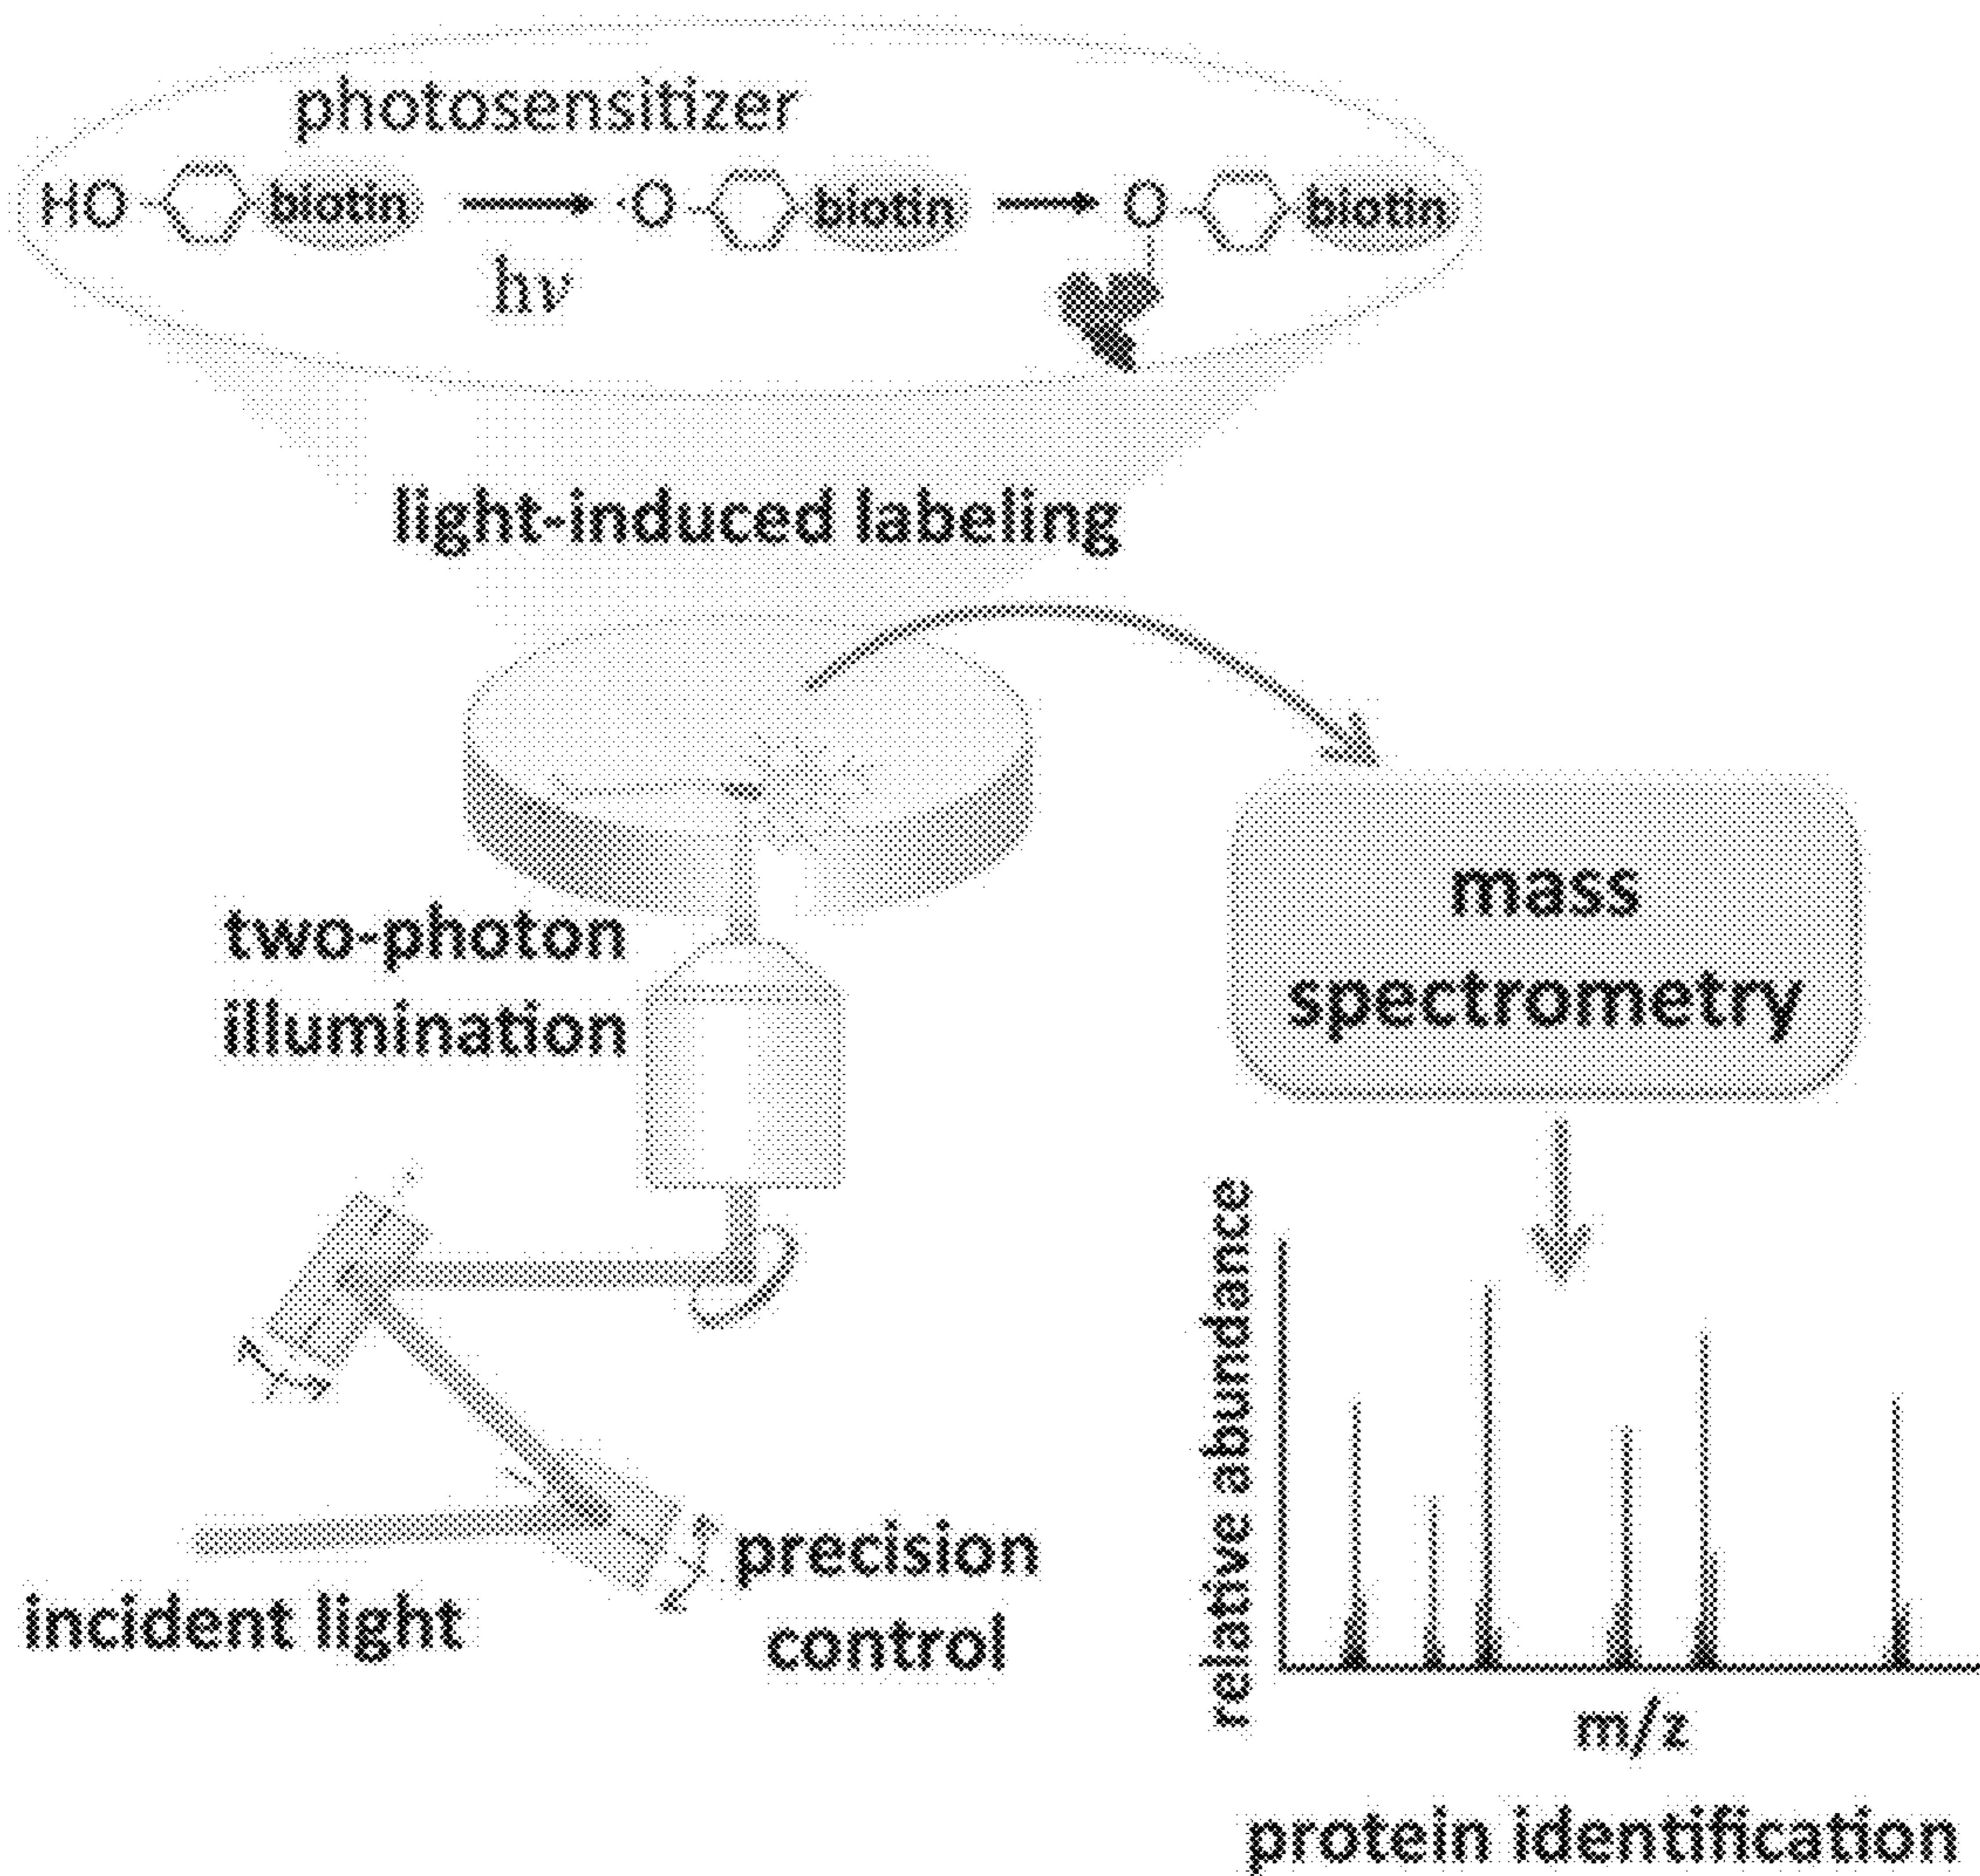 photosensitizer
HO biotin ·O biotin O biotin
hν
light-induced labeling
two-photon
illumination
mass
spectrometry
incident light
precision
control
relative abundance
m/z
protein identification